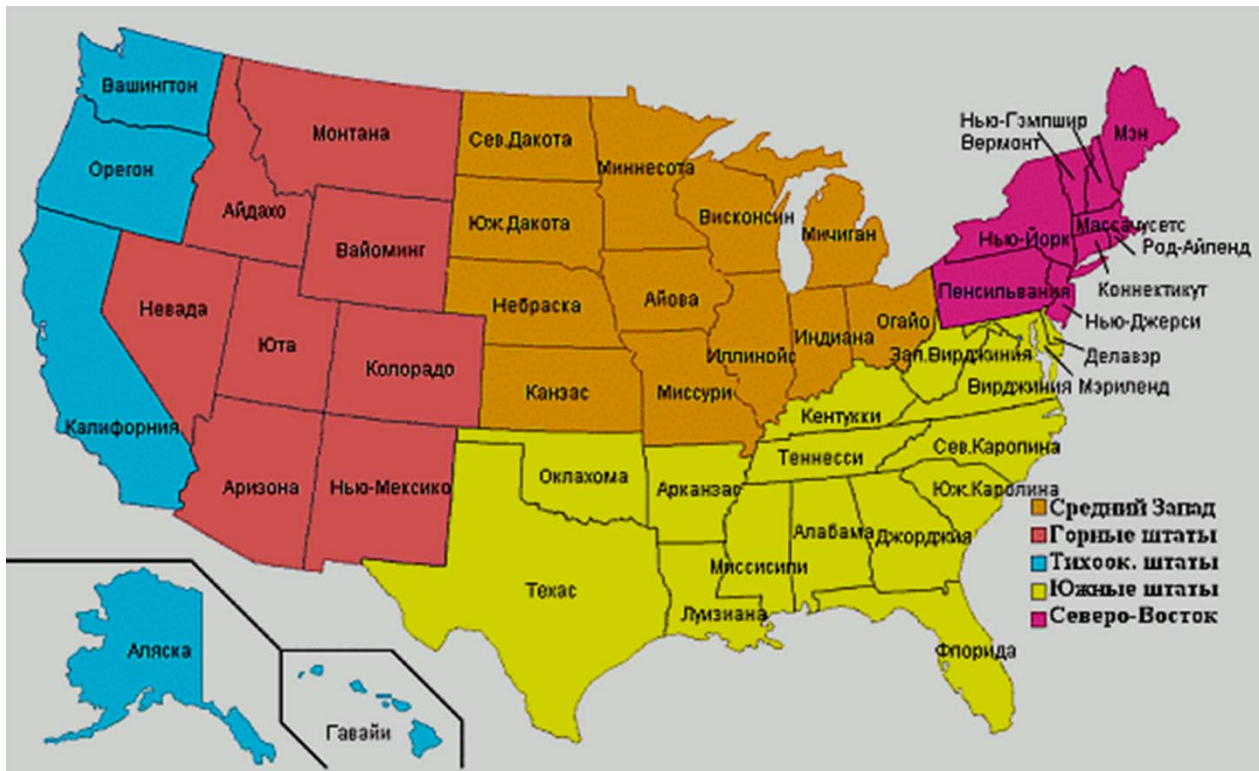 Вашингтон
Орегон
Калифорния
Монтана
Айдахо
Вайоминг
Невада
Юта
Колорадо
Аризона
Нью-Мексико
Сев.Дакота
Юж.Дакота
Небраска
Канзас
Миннесота
Айова
Миссури
Висконсин
Иллинойс
Мичиган
Индиана
Огайо
Нью-Гэмпшир
Вермонт
Мэн
Массачусетс
Нью-Йорк
Род-Айленд
Коннектикут
Пенсильвания
Нью-Джерси
Делавэр
Зап.Вирджиния
Вирджиния
Мэриленд
Кентукки
Теннесси
Сев.Каролина
Юж.Каролина
Оклахома
Арканзас
Техас
Луизиана
Миссисипи
Алабама
Джорджия
Флорида
Аляска
Гавайи
Средний Запад
Горные штаты
Тихоок. штаты
Южные штаты
Северо-Восток